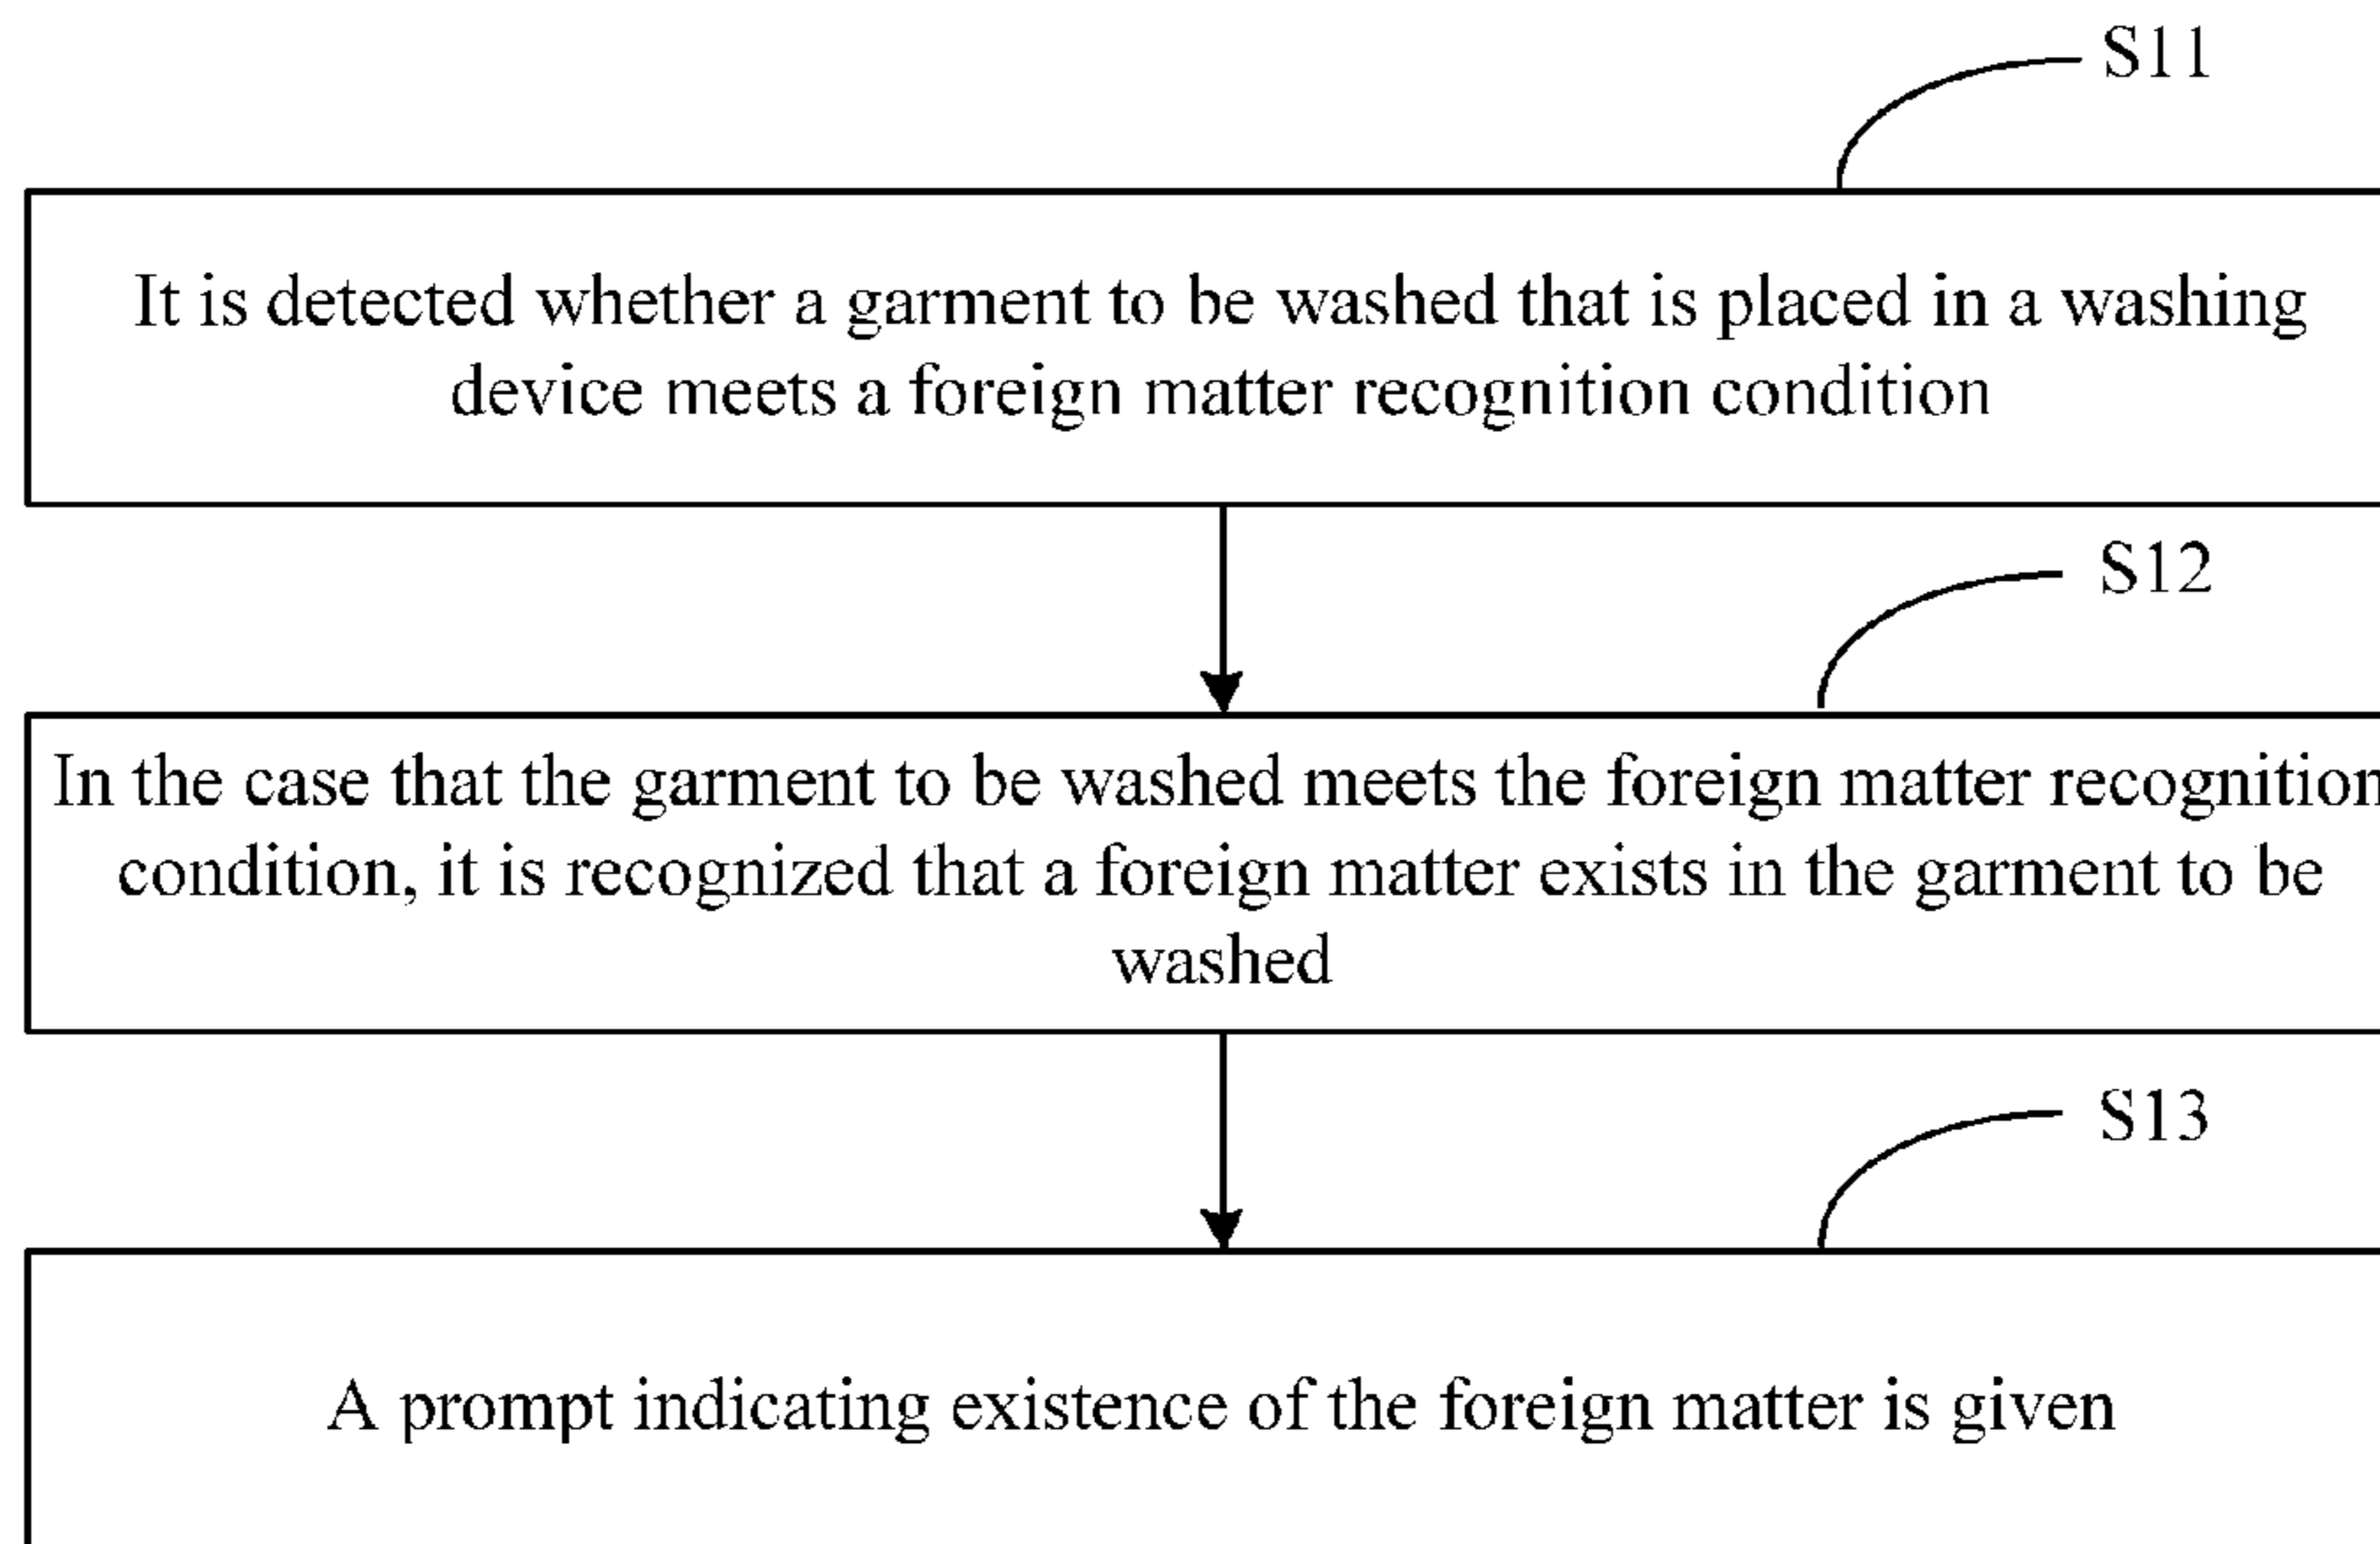 S11
It is detected whether a garment to be washed that is placed in a washing
device meets a foreign matter recognition condition
S12
In the case that the garment to be washed meets the foreign matter recognition
condition, it is recognized that a foreign matter exists in the garment to be
washed
S13
A prompt indicating existence of the foreign matter is given